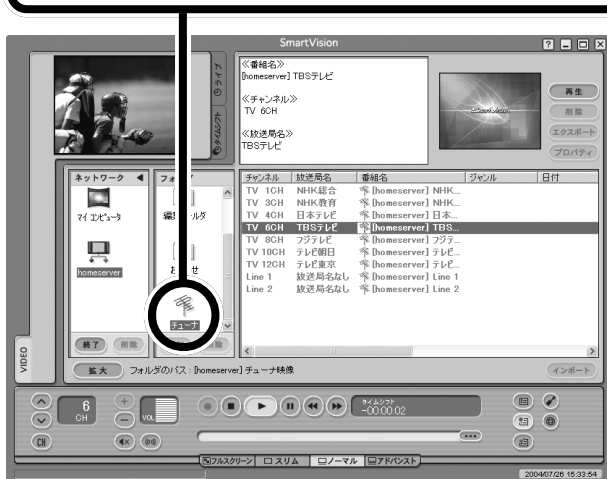 SmartVision
ライブ
タイムシフト
≪番組名≫
[homeserver] TBSテレビ
≪チャンネル≫
TV 6CH
≪放送局名≫
TBSテレビ
再生
削除
エクスポート
プロパティ
ネットワーク
マイ コンピュータ
homeserver
終了 削除
チューナ
チャンネル 放送局名 番組名 ジャンル 日付
TV 1CH NHK総合 [homeserver] NHK...
TV 3CH NHK教育 [homeserver] NHK...
TV 4CH 日本テレビ [homeserver] 日本...
TV 6CH TBSテレビ [homeserver] TBS...
TV 8CH フジテレビ [homeserver] フジテ...
TV 10CH テレビ朝日 [homeserver] テレビ...
TV 12CH テレビ東京 [homeserver] テレビ...
Line 1 放送局名なし [homeserver] Line 1
Line 2 放送局名なし [homeserver] Line 2
VIDEO
拡大 フォルダのパス : [homeserver] チューナ映像 インポート
6
CH
VOL
タイムシフト
-00:00:02
CH
フルスクリーン スリム ノーマル アドバンスト
2004/07/26 15:33:54